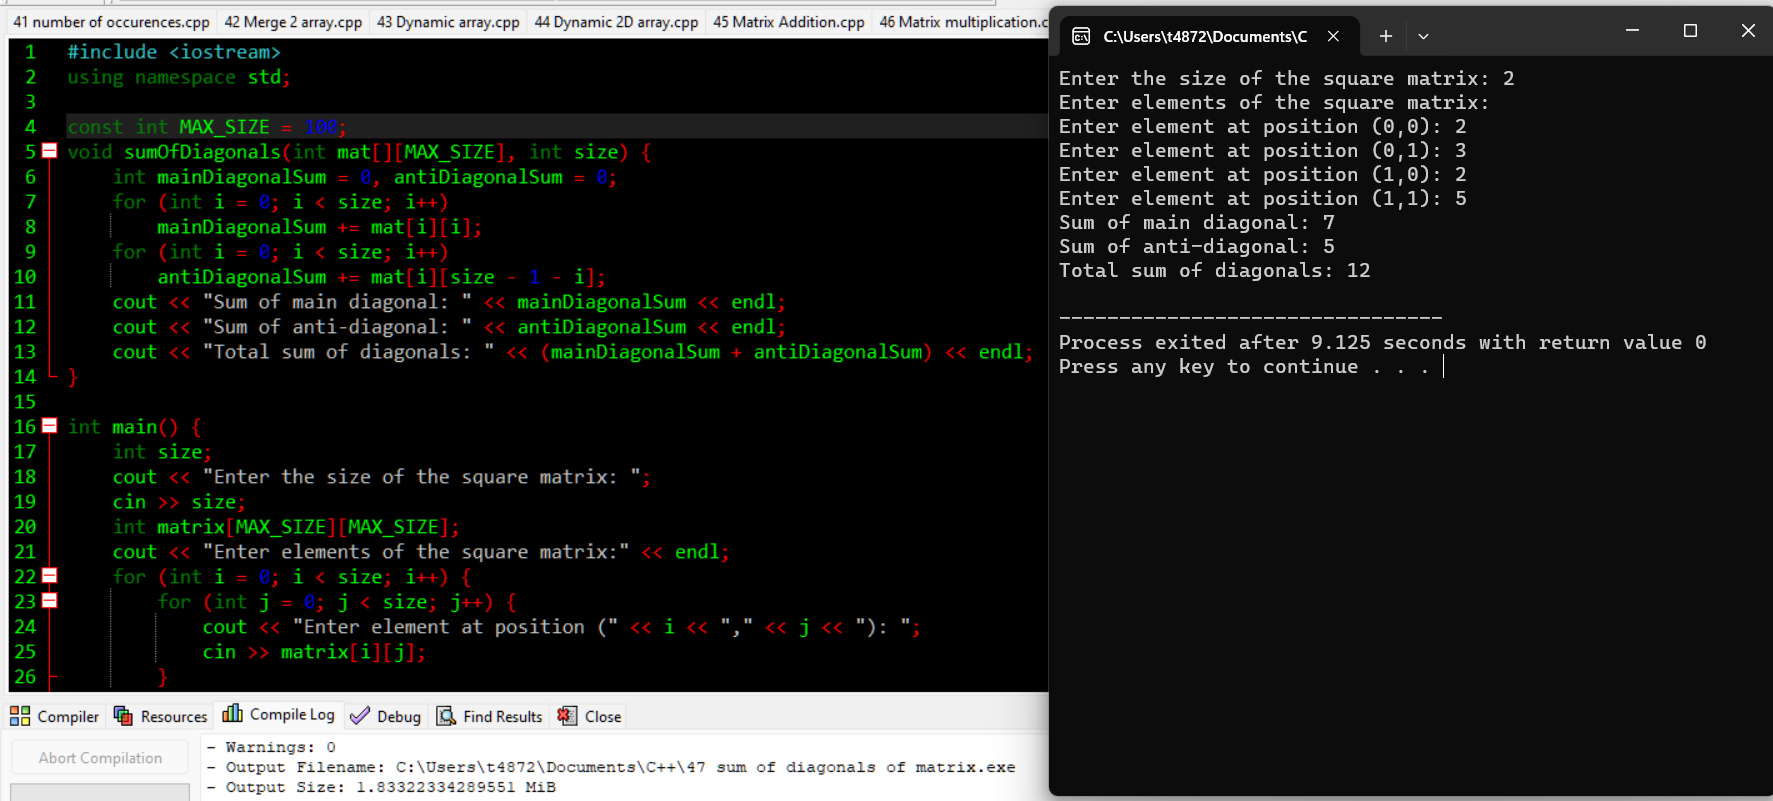 41 number of occurences.cpp 42 Merge 2 array.cpp 43 Dynamic array.cpp 44 Dynamic 2D array.cpp 45 Matrix Addition.cpp 46 Matrix multiplication.c
1 #include <iostream>
2 using namespace std;
3
4 const int MAX_SIZE = 100;
5 void sumOfDiagonals(int mat[][MAX_SIZE], int size) {
6 int mainDiagonalSum = 0, antiDiagonalSum = 0;
7 for (int i = 0; i < size; i++)
8 mainDiagonalSum += mat[i][i];
9 for (int i = 0; i < size; i++)
10 antiDiagonalSum += mat[i][size - 1 - i];
11 cout << "Sum of main diagonal: " << mainDiagonalSum << endl;
12 cout << "Sum of anti-diagonal: " << antiDiagonalSum << endl;
13 cout << "Total sum of diagonals: " << (mainDiagonalSum + antiDiagonalSum) << endl;
14 }
15
16 int main() {
17 int size;
18 cout << "Enter the size of the square matrix: ";
19 cin >> size;
20 int matrix[MAX_SIZE][MAX_SIZE];
21 cout << "Enter elements of the square matrix:" << endl;
22 for (int i = 0; i < size; i++) {
23 for (int j = 0; j < size; j++) {
24 cout << "Enter element at position (" << i << "," << j << "): ";
25 cin >> matrix[i][j];
26 }
Compiler Resources Compile Log Debug Find Results Close
Abort Compilation
- Warnings: 0
- Output Filename: C:\Users\t4872\Documents\C++\47 sum of diagonals of matrix.exe
- Output Size: 1.83322334289551 MiB
C:\Users\t4872\Documents\C
Enter the size of the square matrix: 2
Enter elements of the square matrix:
Enter element at position (0,0): 2
Enter element at position (0,1): 3
Enter element at position (1,0): 2
Enter element at position (1,1): 5
Sum of main diagonal: 7
Sum of anti-diagonal: 5
Total sum of diagonals: 12
--------------------------------
Process exited after 9.125 seconds with return value 0
Press any key to continue . . .